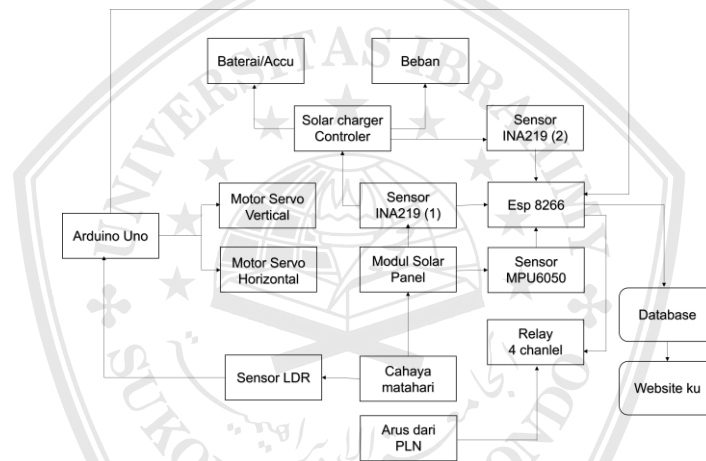 UNIVERSITAS IBRAHIMY
Baterai/Accu
Beban
Solar charger
Controler
Sensor
INA219 (2)
Motor Servo
Vertical
Sensor
INA219 (1)
Esp 8266
Arduino Uno
Motor Servo
Horizontal
Modul Solar
Panel
Sensor
MPU6050
Database
Relay
4 chanlel
Sensor LDR
Cahaya
matahari
Website ku
Arus dari
PLN